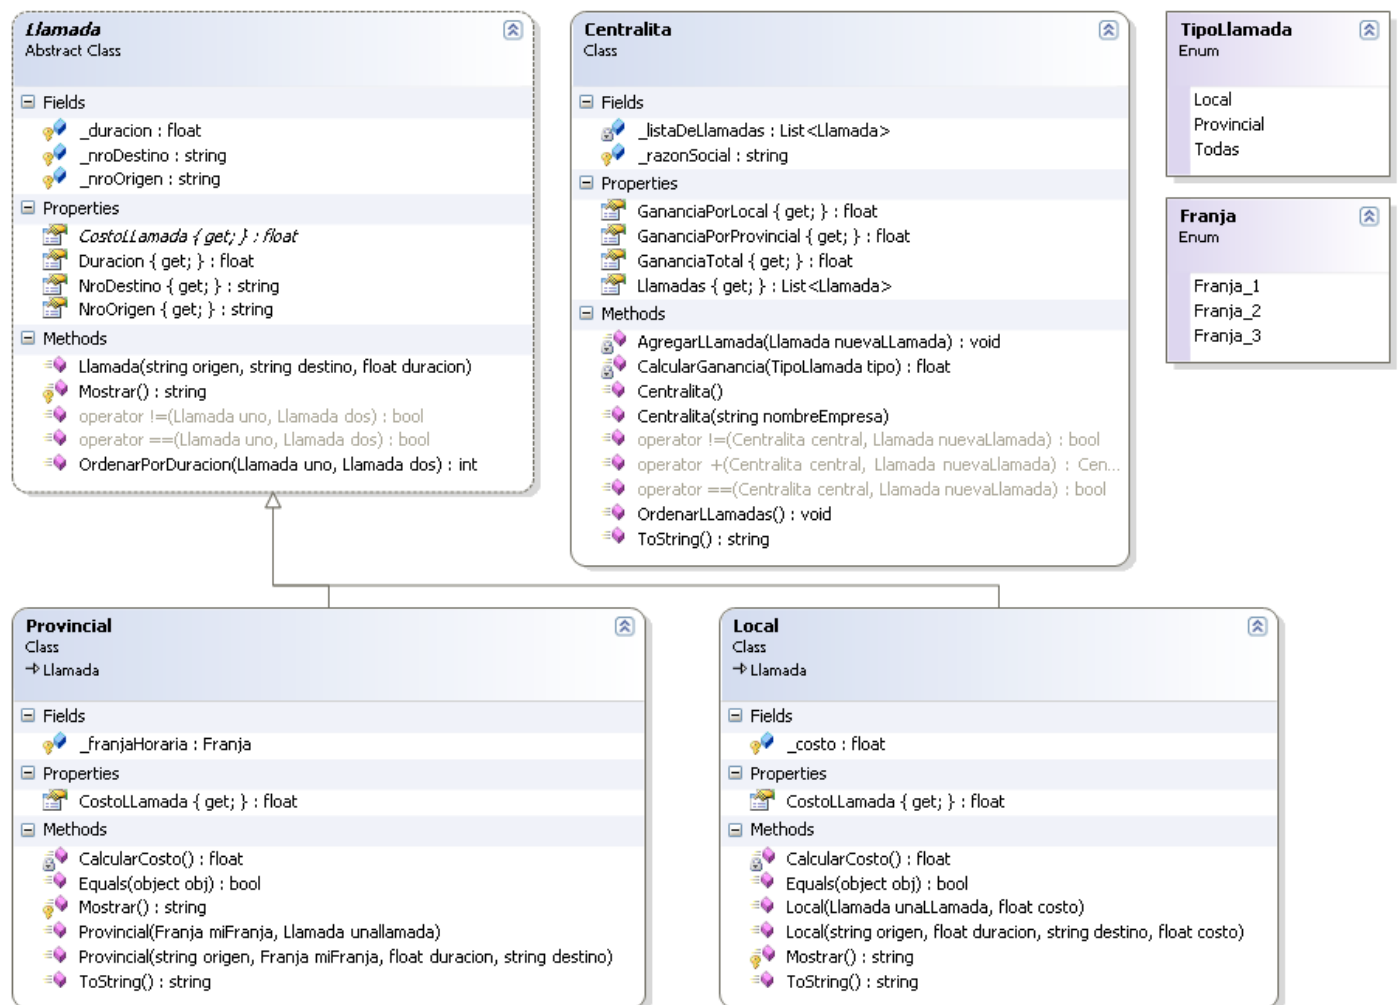 Llamada
Abstract Class
Fields
_duracion : float
_nroDestino : string
_nroOrigen : string
Properties
CostoLLamada { get; } : float
Duracion { get; } : float
NroDestino { get; } : string
NroOrigen { get; } : string
Methods
Llamada(string origen, string destino, float duracion)
Mostrar() : string
operator !=(Llamada uno, Llamada dos) : bool
operator ==(Llamada uno, Llamada dos) : bool
OrdenarPorDuracion(Llamada uno, Llamada dos) : int
Centralita
Class
Fields
_listaDeLlamadas : List<Llamada>
_razonSocial : string
Properties
GananciaPorLocal { get; } : float
GananciaPorProvincial { get; } : float
GananciaTotal { get; } : float
Llamadas { get; } : List<Llamada>
Methods
AgregarLLamada(Llamada nuevaLLamada) : void
CalcularGanancia(TipoLlamada tipo) : float
Centralita()
Centralita(string nombreEmpresa)
operator !=(Centralita central, Llamada nuevaLlamada) : bool
operator +(Centralita central, Llamada nuevaLlamada) : Cen...
operator ==(Centralita central, Llamada nuevaLlamada) : bool
OrdenarLLamadas() : void
ToString() : string
TipoLlamada
Enum
Local
Provincial
Todas
Franja
Enum
Franja_1
Franja_2
Franja_3
Provincial
Class
Llamada
Fields
_franjaHoraria : Franja
Properties
CostoLLamada { get; } : float
Methods
CalcularCosto() : float
Equals(object obj) : bool
Mostrar() : string
Provincial(Franja miFranja, Llamada unallamada)
Provincial(string origen, Franja miFranja, float duracion, string destino)
ToString() : string
Local
Class
Llamada
Fields
_costo : float
Properties
CostoLLamada { get; } : float
Methods
CalcularCosto() : float
Equals(object obj) : bool
Local(Llamada unaLLamada, float costo)
Local(string origen, float duracion, string destino, float costo)
Mostrar() : string
ToString() : string